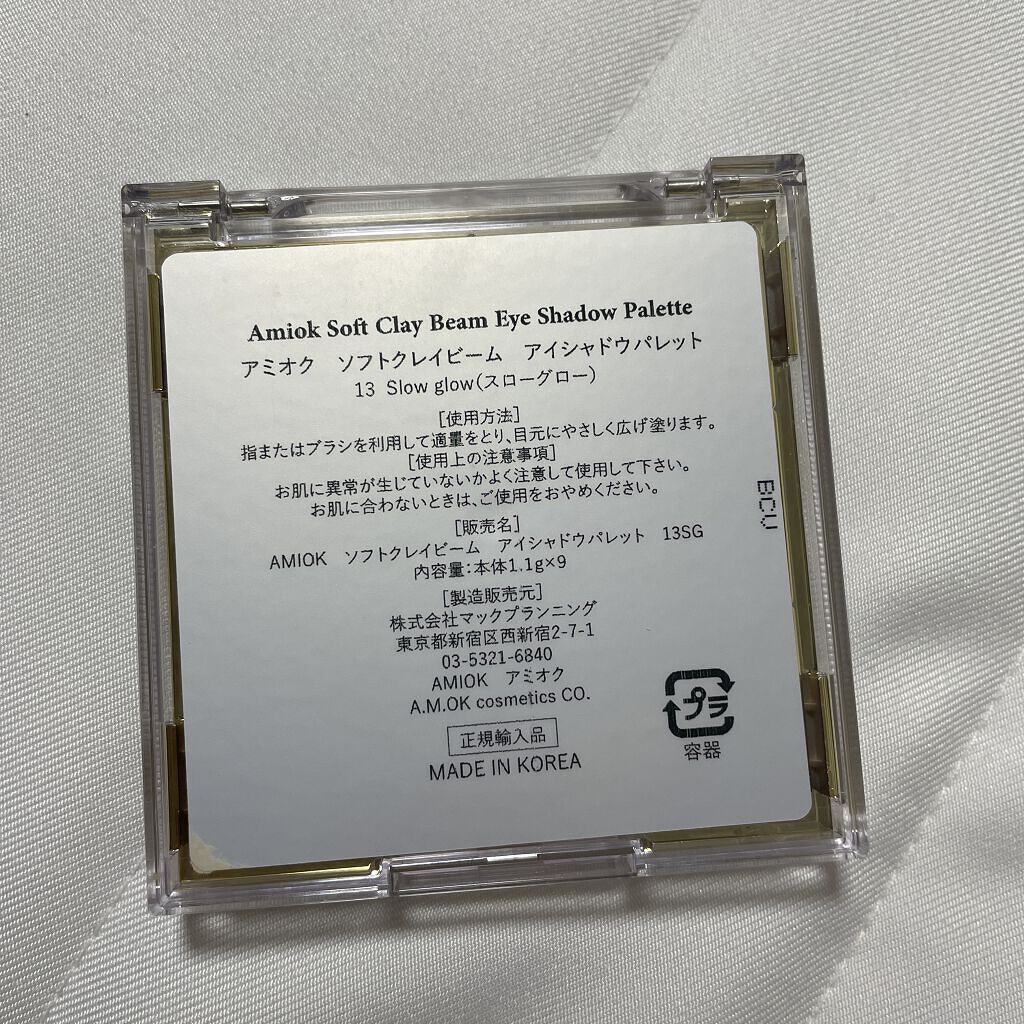 Amiok Soft Clay Beam Eye Shadow Palette
アミオク　ソフトクレイビーム　アイシャドウパレット
13 Slow glow(スローグロー)
[使用方法]
指またはブラシを利用して適量をとり、目元にやさしく広げ塗ります。
[使用上の注意事項]
お肌に異常が生じていないかよく注意して使用して下さい。
お肌に合わないときは、ご使用をおやめください。
[販売名]
AMIOK　ソフトクレイビーム　アイシャドウパレット　13SG
内容量:本体1.1g×9
[製造販売元]
株式会社マックプランニング
東京都新宿区西新宿2-7-1
03-5321-6840
AMIOK　アミオク
A.M.OK cosmetics CO.
正規輸入品
MADE IN KOREA
プラ
容器
BCV